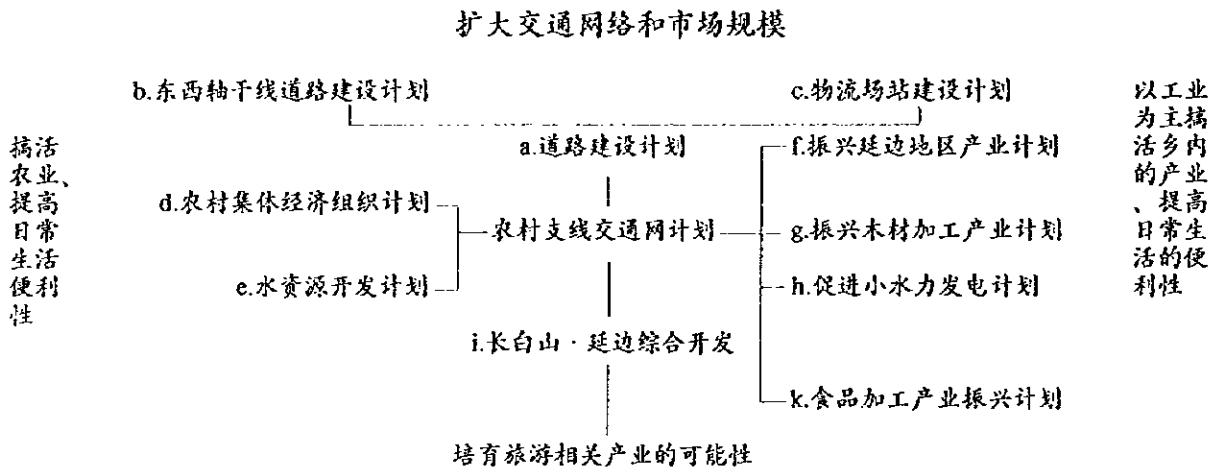 扩大交通网络和市场规模
b.东西轴干线道路建设计划
c.物流场站建设计划
搞活
农业、
提高
日常
生活
便利
性
a.道路建设计划
f.振兴延边地区产业计划
以工业
为主搞
活乡内
的产业
、提高
日常生
活的便
利性
d.农村集体经济组织计划
农村支线交通网计划
g.振兴木材加工产业计划
e.水资源开发计划
h.促进小水力发电计划
i.长白山·延边综合开发
k.食品加工产业振兴计划
培育旅游相关产业的可能性